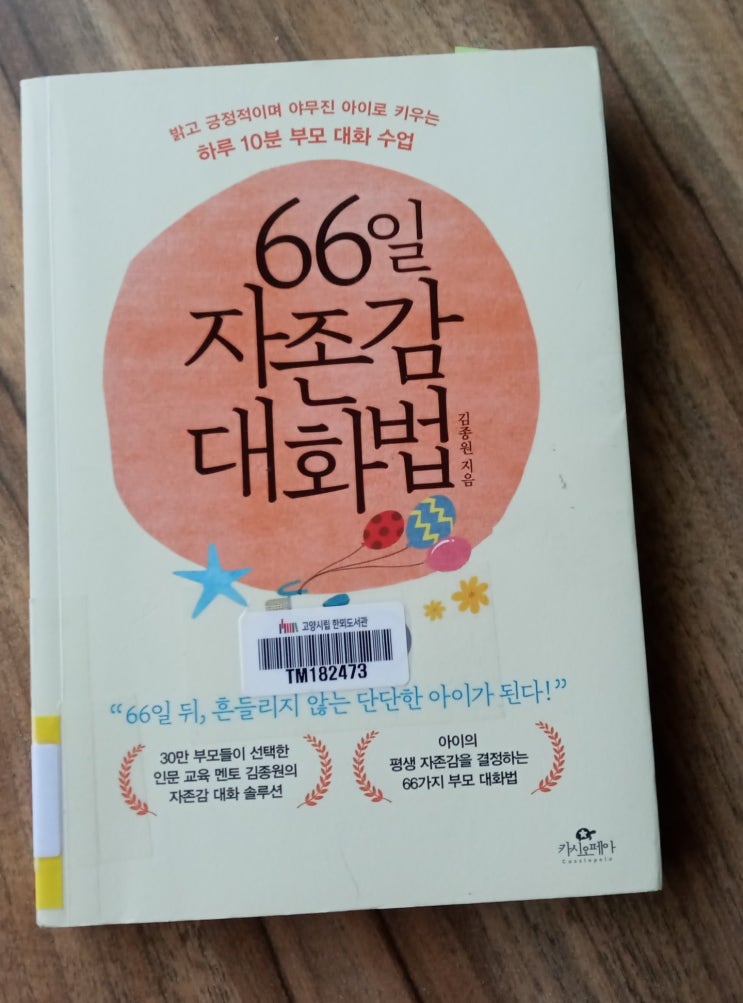 밝고 긍정적이며 야무진 아이로 키우는
하루 10분 부모 대화 수업
66일
자존감
대화법
김종원 지음
고양시립 한뫼도서관
TM182473
“66일 뒤, 흔들리지 않는 단단한 아이가 된다!”
30만 부모들이 선택한
인문 교육 멘토 김종원의
자존감 대화 솔루션
아이의
평생 자존감을 결정하는
66가지 부모 대화법
카시오페아
Cassiopeia